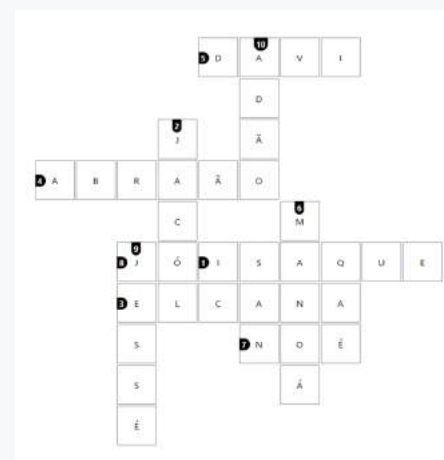 10
5 D A V I
D
2
J Ã
4 A B R A Ã O
6
C M
9
8 J Ó 1 I S A Q U E
3 E L C A N A
S 7 N O É
S Á
É